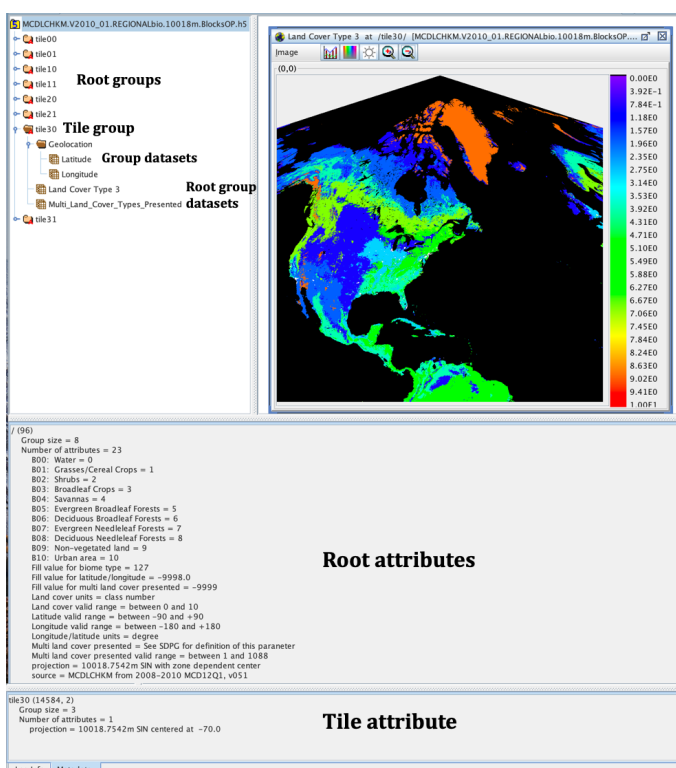 MCDLCHKM.V2010_01.REGIONALbio.10018m.BlocksOP.h5
tile00
tile01
tile10
tile11
tile20
tile21
tile30
Geolocation
Latitude
Longitude
Land Cover Type 3
Multi_Land_Cover_Types_Presented
tile31
Root groups
Tile group
Group datasets
Root group
datasets
Land Cover Type 3 at /tile30/ [MCDLCHKM.V2010_01.REGIONALbio.10018m.BlocksOP....
Image
(0,0)
0.00E0
3.92E-1
7.84E-1
1.18E0
1.57E0
1.96E0
2.35E0
2.75E0
3.14E0
3.53E0
3.92E0
4.31E0
4.71E0
5.10E0
5.49E0
5.88E0
6.27E0
6.67E0
7.06E0
7.45E0
7.84E0
8.24E0
8.63E0
9.02E0
9.41E0
1.00E1
/ (96)
Group size = 8
Number of attributes = 23
B00: Water = 0
B01: Grasses/Cereal Crops = 1
B02: Shrubs = 2
B03: Broadleaf Crops = 3
B04: Savannas = 4
B05: Evergreen Broadleaf Forests = 5
B06: Deciduous Broadleaf Forests = 6
B07: Evergreen Needleleaf Forests = 7
B08: Deciduous Needleleaf Forests = 8
B09: Non-vegetated land = 9
B10: Urban area = 10
Fill value for biome type = 127
Fill value for latitude/longitude = -9998.0
Fill value for multi land cover presented = -9999
Land cover units = class number
Land cover valid range = between 0 and 10
Latitude valid range = between -90 and +90
Longitude valid range = between -180 and +180
Longitude/latitude units = degree
Multi land cover presented = See SDPG for definition of this paraneter
Multi land cover presented valid range = between 1 and 1088
projection = 10018.7542m SIN with zone dependent center
source = MCDLCHKM from 2008-2010 MCD12Q1, v051
Root attributes
tile30 (14584, 2)
Group size = 3
Number of attributes = 1
projection = 10018.7542m SIN centered at -70.0
Tile attribute